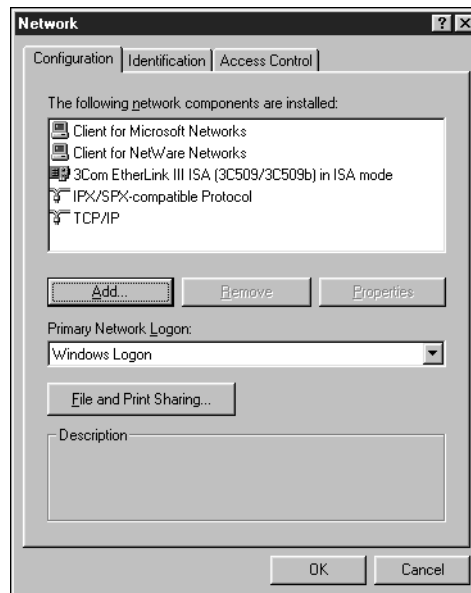 Network
Configuration Identification Access Control
The following network components are installed:
Client for Microsoft Networks
Client for NetWare Networks
3Com EtherLink III ISA (3C509/3C509b) in ISA mode
IPX/SPX-compatible Protocol
TCP/IP
Add... Remove Properties
Primary Network Logon:
Windows Logon
File and Print Sharing...
Description
OK Cancel